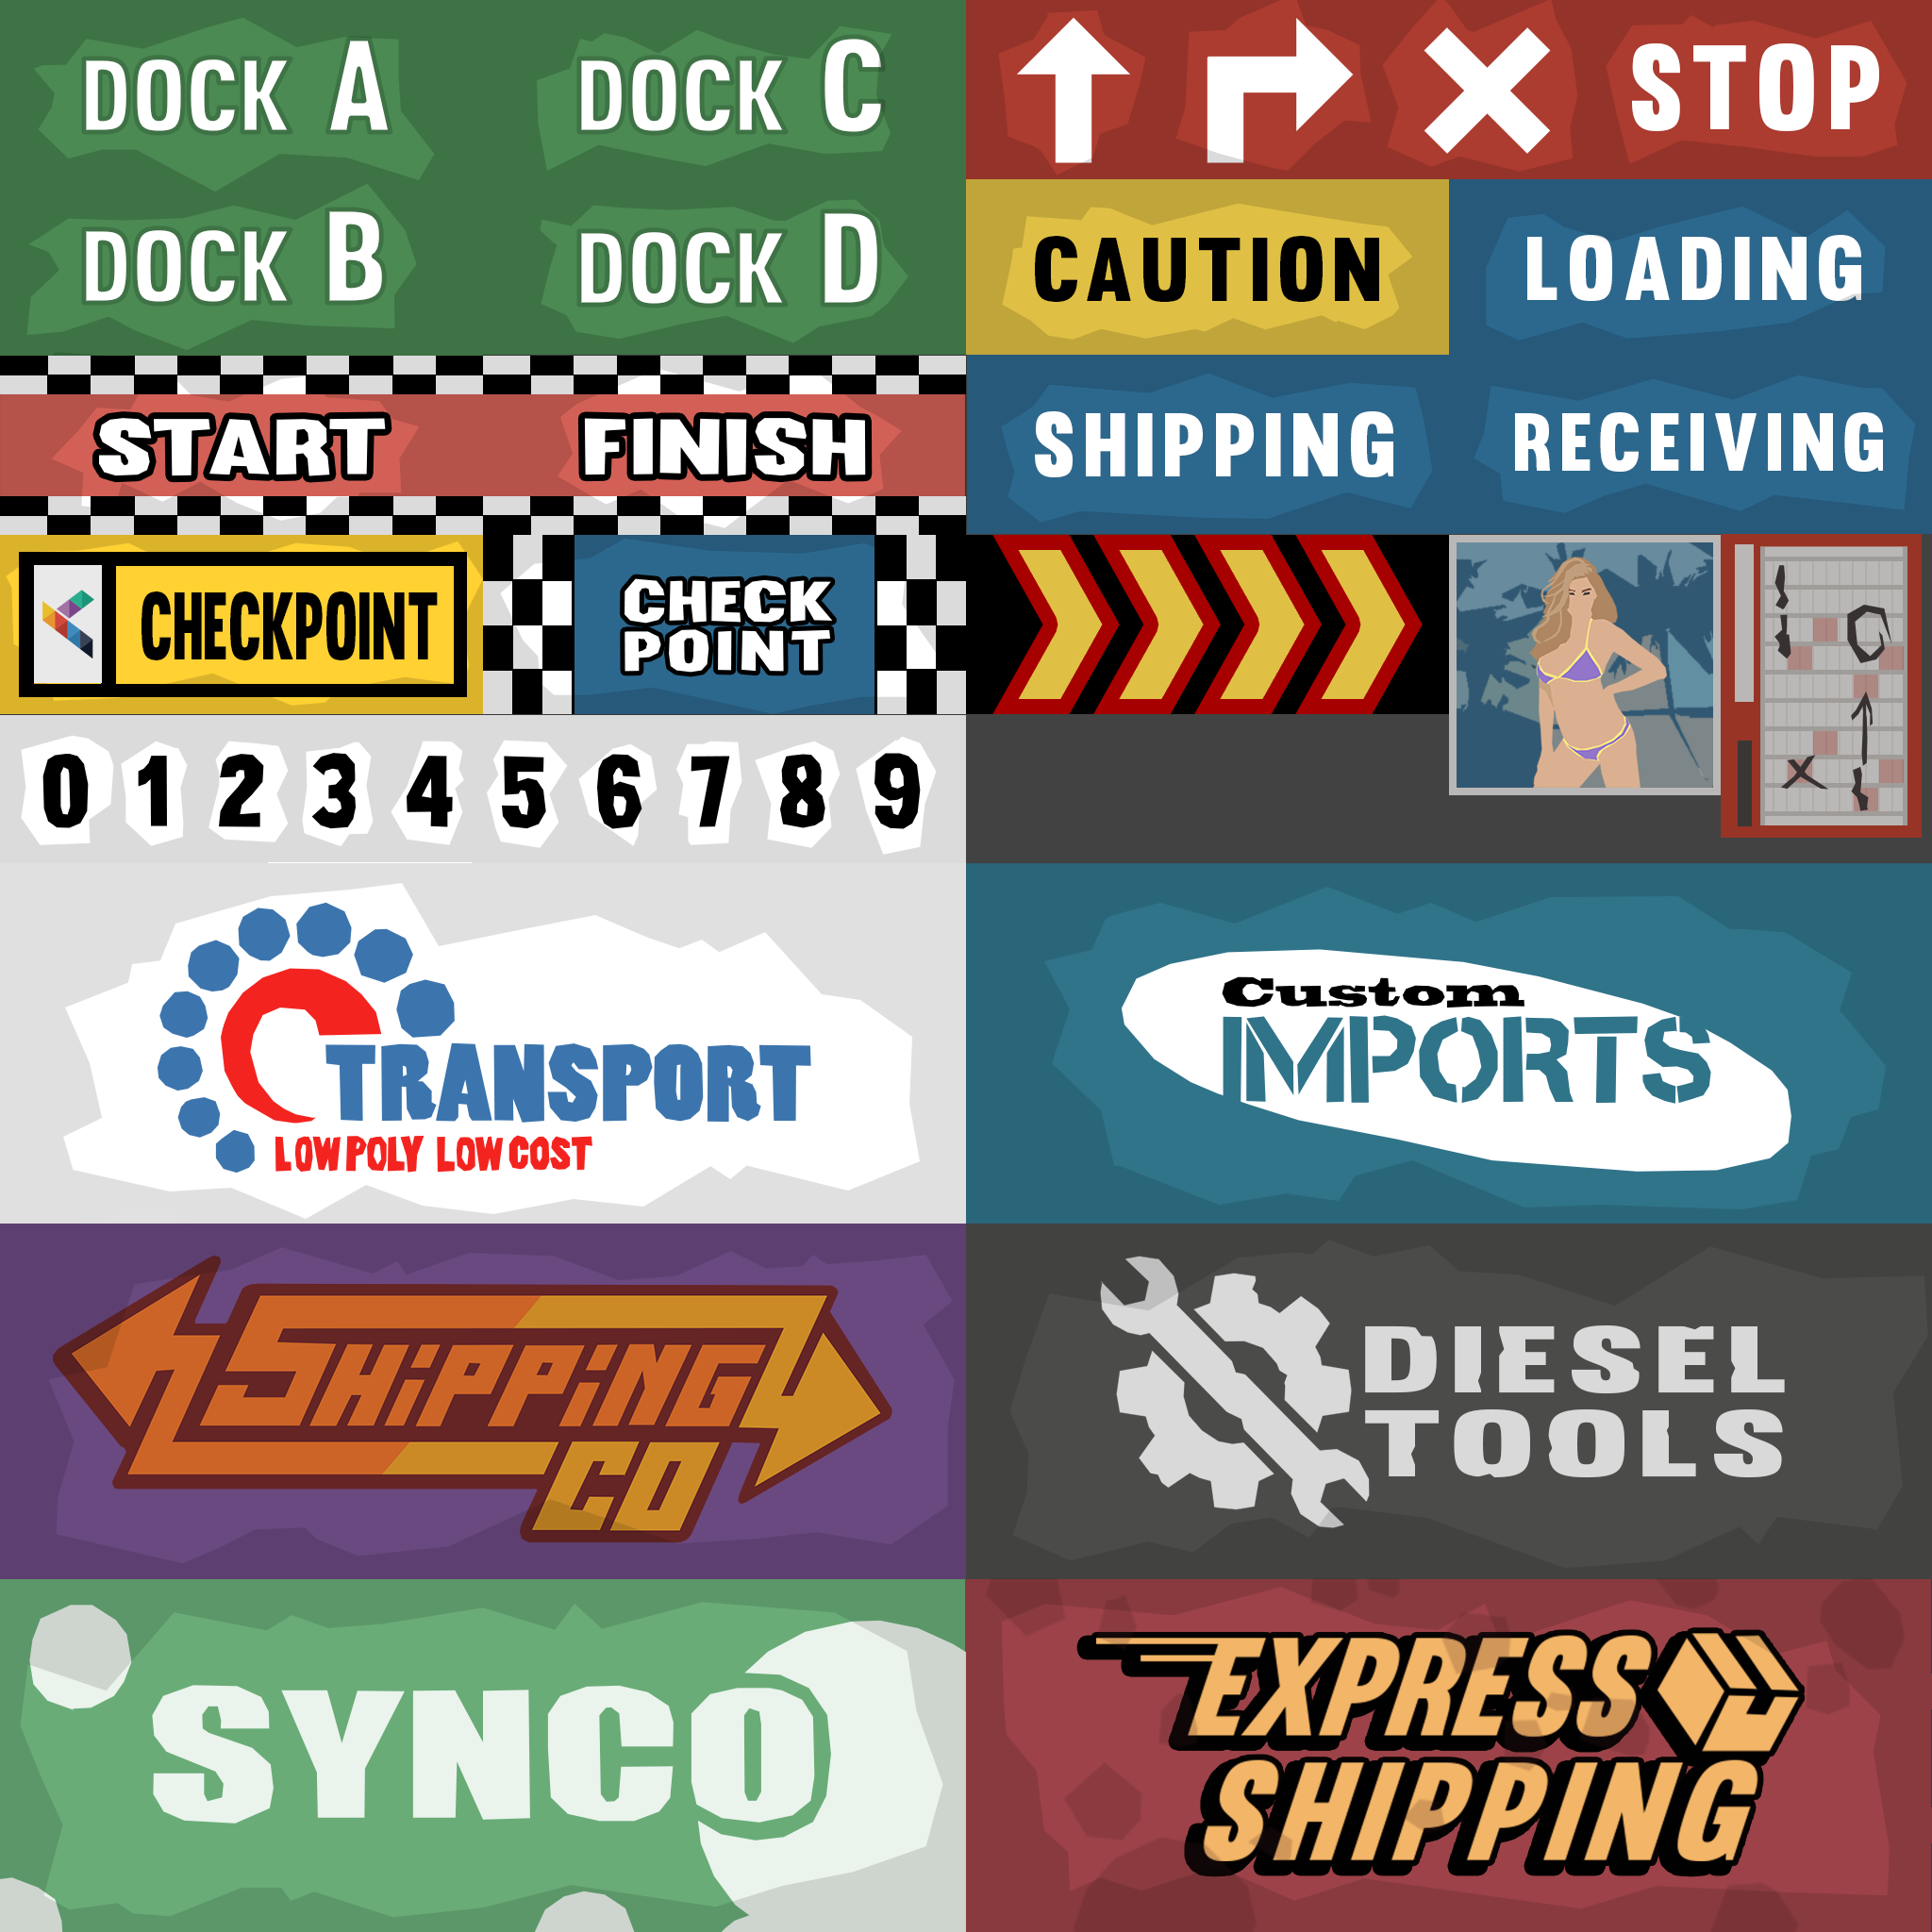 DOCK A
DOCK C
STOP
DOCK B
DOCK D
CAUTION
LOADING
START
FINISH
SHIPPING
RECEIVING
CHECKPOINT
CHECK
POINT
0 1 2 3 4 5 6 7 8 9
TRANSPORT
LOW POLY LOW COST
Custom
IMPORTS
SHiPPiNG
CO
DIESEL
TOOLS
SYNCO
EXPRESS
SHIPPING